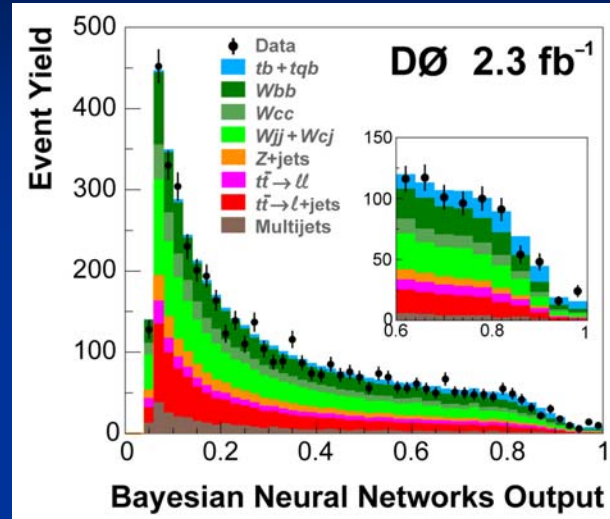 DØ 2.3 fb⁻¹
Event Yield
500
400
300
200
100
0
Data
tb + tqb
Wbb
Wcc
Wjj + Wcj
Z+jets
tt̄→ℓℓ
tt̄→ℓ+jets
Multijets
150
100
50
0
0.6
0.8
1
0
0.2
0.4
0.6
0.8
1
Bayesian Neural Networks Output